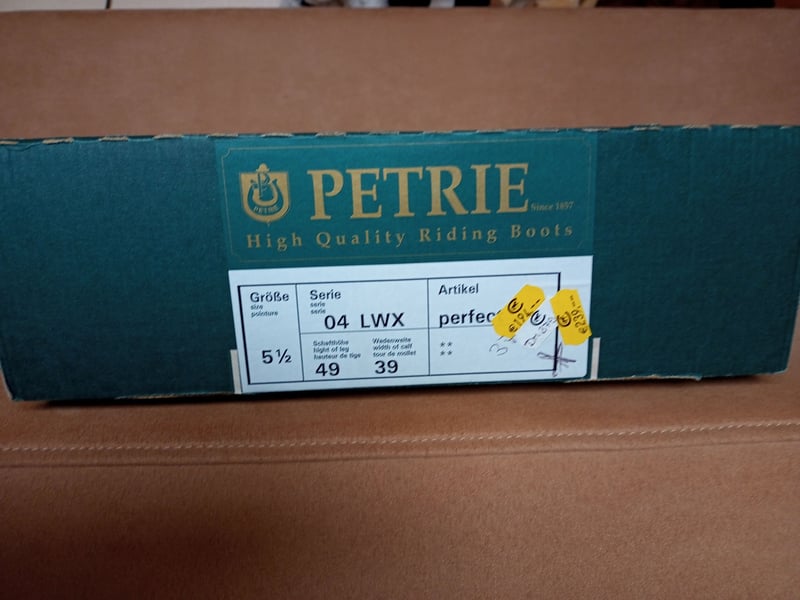 PETRIE
PETRIE Since 1857
High Quality Riding Boots
Größe
size
pointure
5½
Serie
serie
serie
04 LWX
Schafthöhe
hight of leg
hauteur de tige
49
Wadenweite
width of calf
tour de mollet
39
Artikel
perfec
**
**